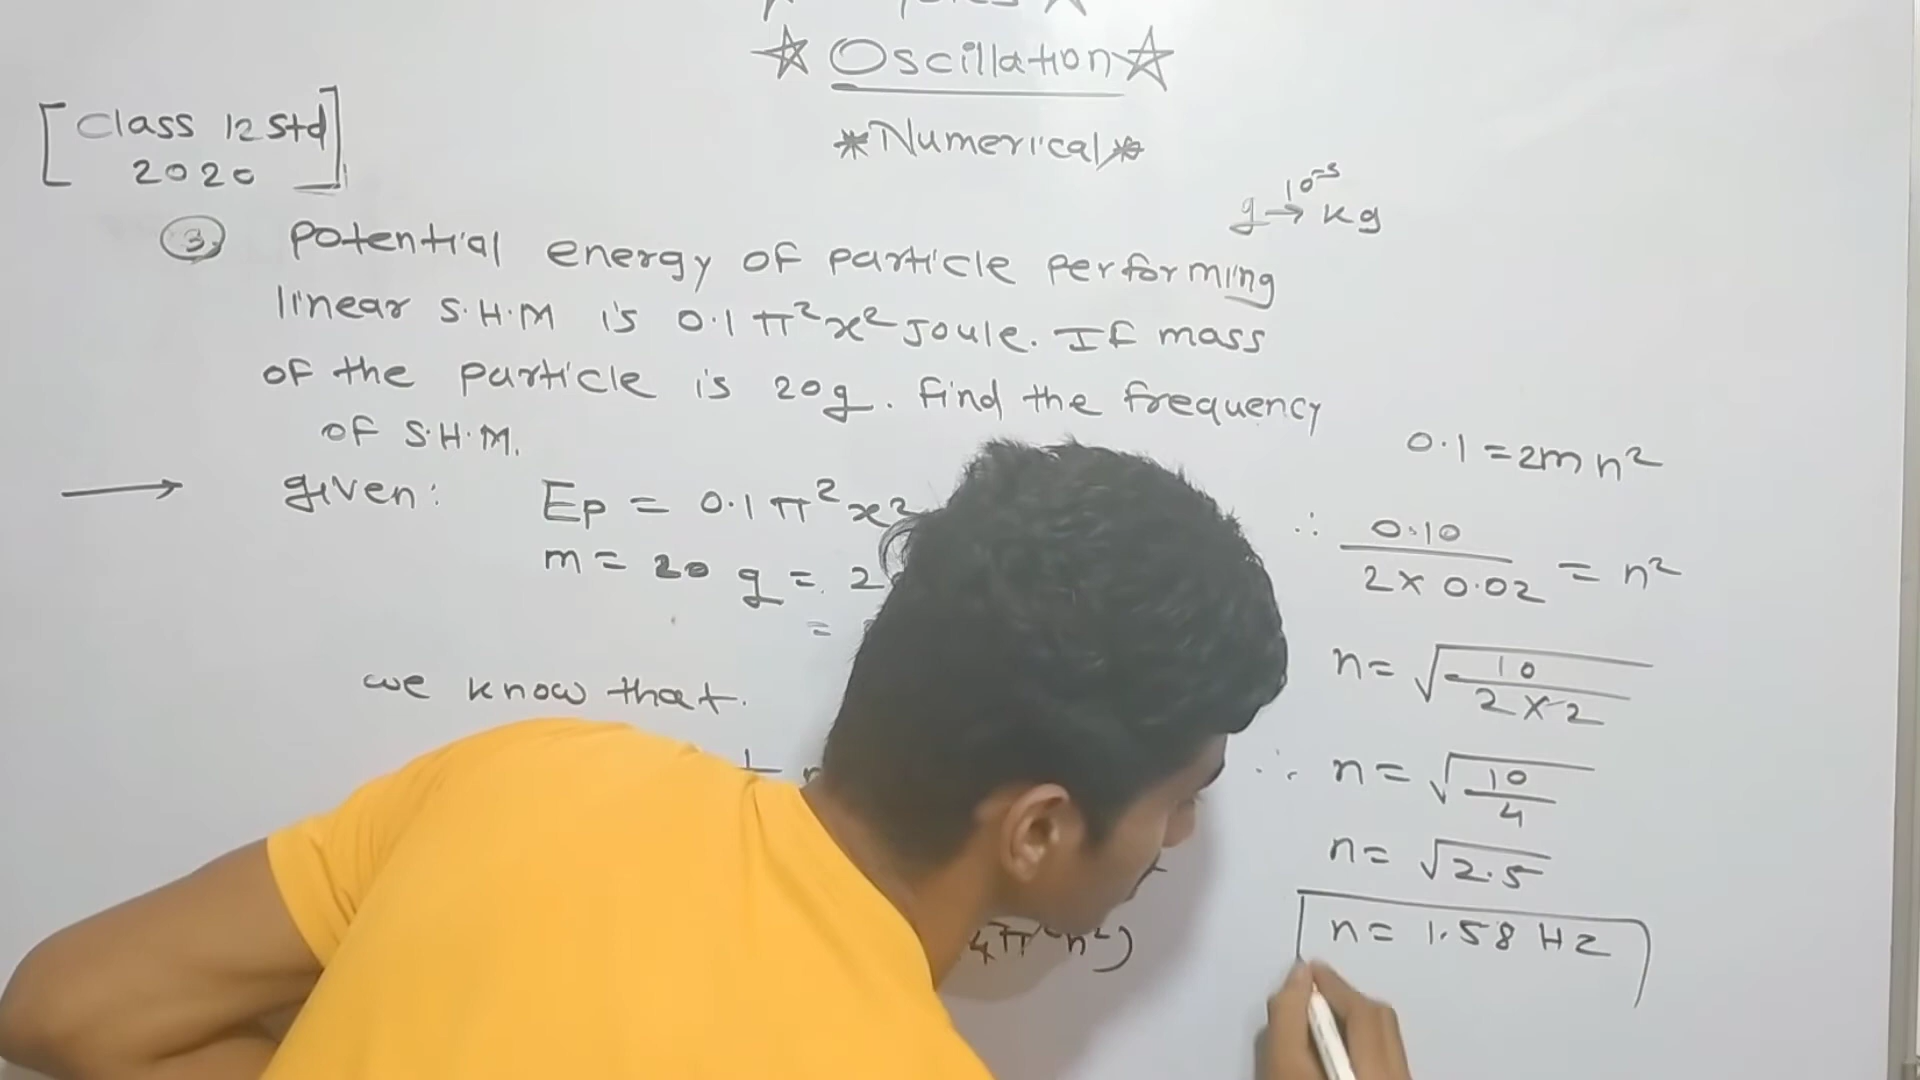 ☆ Oscillation ☆
*Numerical*
[Class 12 Std
2020]
g → kg
③ Potential energy of particle performing
linear S.H.M is 0.1 π²x² Joule. If mass
of the particle is 20g. Find the frequency
of S.H.M.
→ given: Ep = 0.1 π²x²
m = 20 g = 2
=
we know that.
4π²n²)
0.1 = 2mn²
∴ 0.10 / 2 × 0.02 = n²
n = √10 / 2 × 2
∴ n = √10 / 4
n = √2.5
n = 1.58 Hz